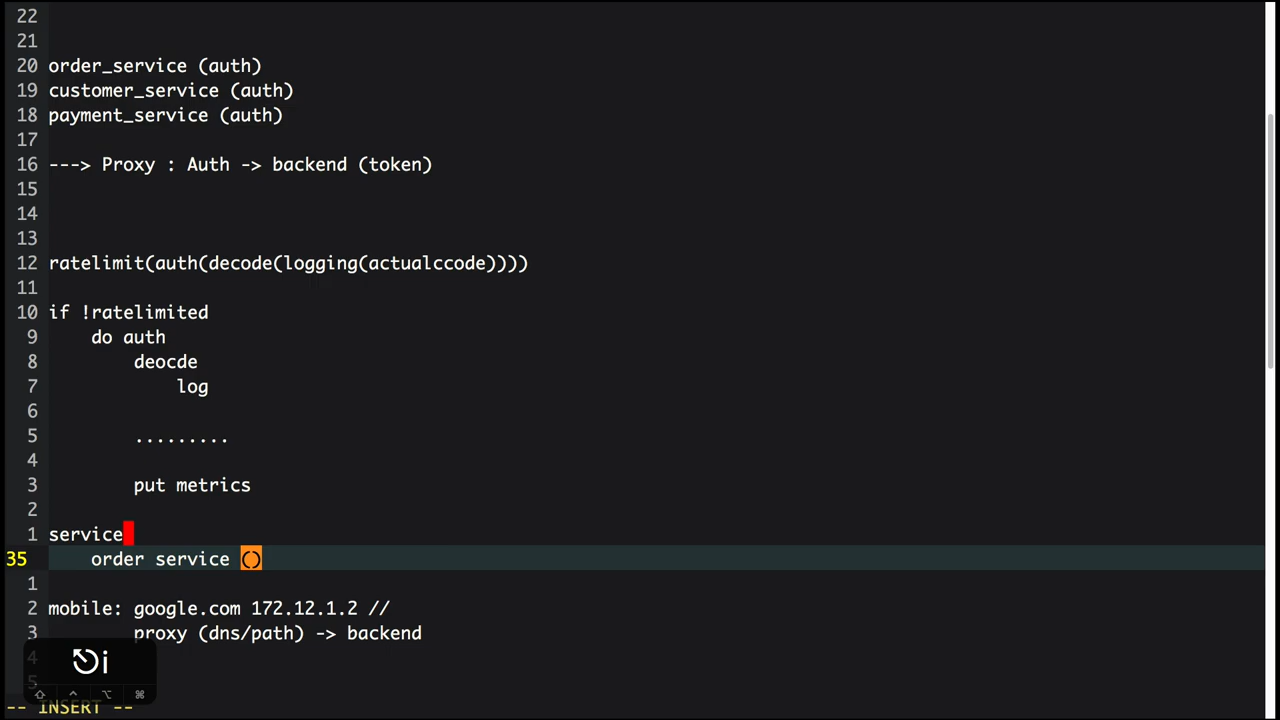 22
21
20 order_service (auth)
19 customer_service (auth)
18 payment_service (auth)
17
16 ---> Proxy : Auth -> backend (token)
15
14
13
12 ratelimit(auth(decode(logging(actualccode))))
11
10 if !ratelimited
9 do auth
8 deocde
7 log
6
5 .........
4
3 put metrics
2
1 service
35 order service ()
1
2 mobile: google.com 172.12.1.2 //
3 proxy (dns/path) -> backend
4
5
⎋i
⇧ ^ ⌥ ⌘
-- INSERT --